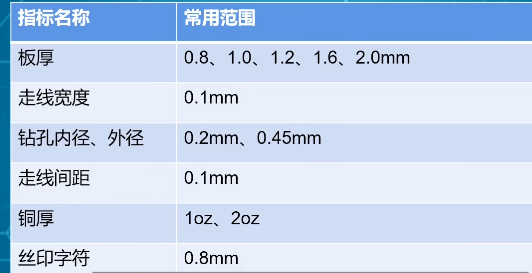 指标名称 常用范围
板厚 0.8、1.0、1.2、1.6、2.0mm
走线宽度 0.1mm
钻孔内径、外径 0.2mm、0.45mm
走线间距 0.1mm
铜厚 1oz、2oz
丝印字符 0.8mm